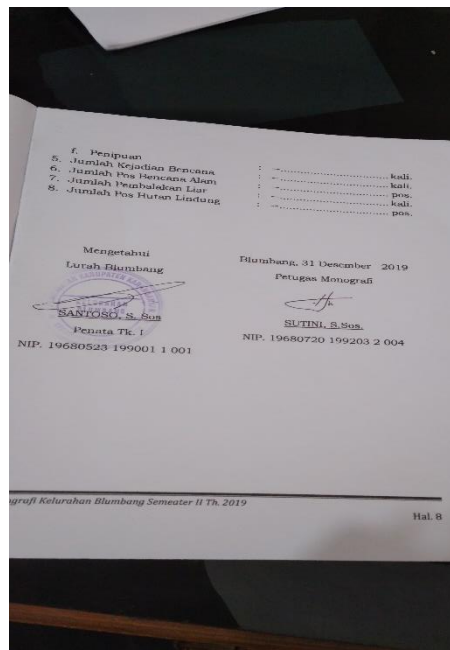 f. Penipuan : -................................ kali.
5. Jumlah Kejadian Bencana : -................................ kali.
6. Jumlah Pos Bencana Alam : -................................ pos.
7. Jumlah Pembalakan Liar : -................................ kali.
8. Jumlah Pos Hutan Lindung : -................................ pos.
Mengetahui
Lurah Blumbang
SANTOSO, S. Sos
Penata Tk. I
NIP. 19680523 199001 1 001
Blumbang, 31 Desember 2019
Petugas Monografi
SUTINI, S.Sos.
NIP. 19680720 199203 2 004
ografi Kelurahan Blumbang Semeater II Th. 2019
Hal. 8